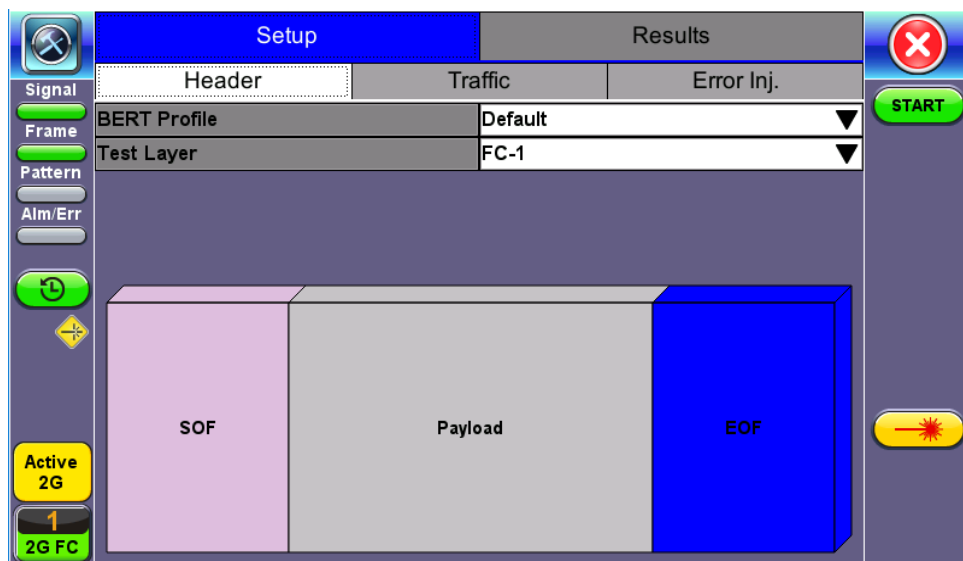 Setup
Results
Header
Traffic
Error Inj.
Signal
START
BERT Profile
Default
Frame
Test Layer
FC-1
Pattern
Alm/Err
SOF
Payload
EOF
Active
2G
1
2G FC